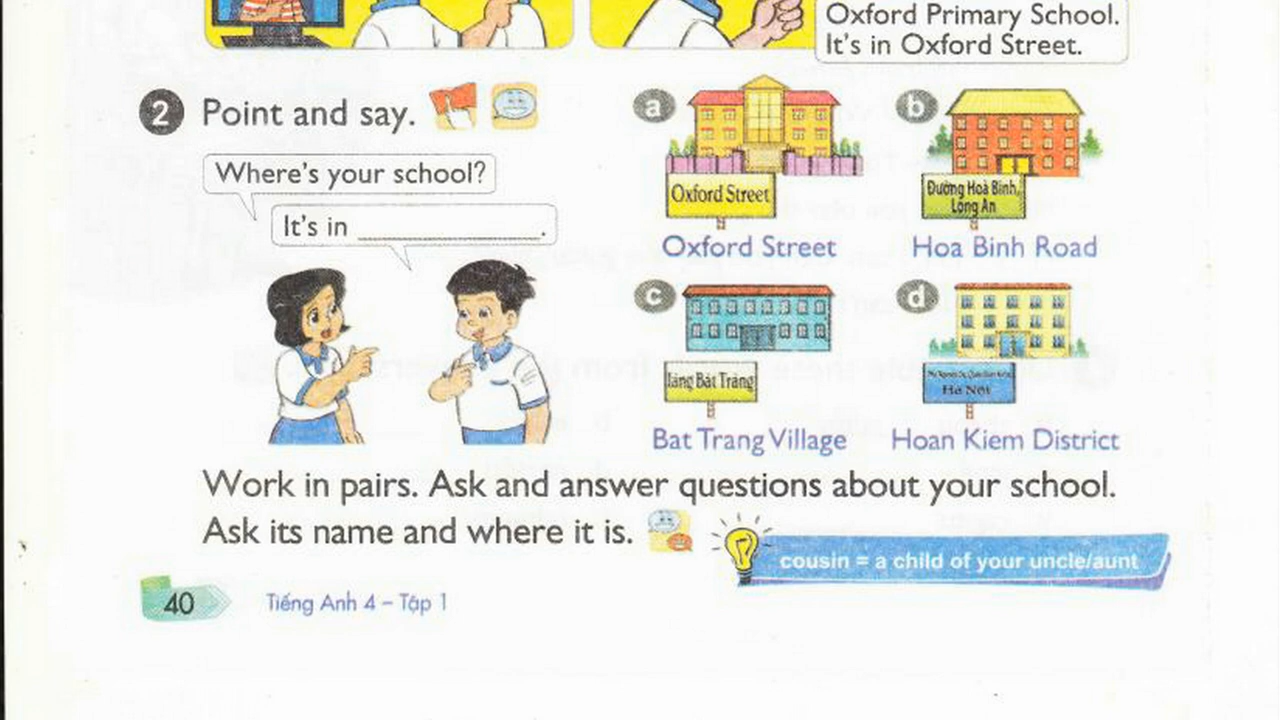 Oxford Primary School.
It's in Oxford Street.
2 Point and say.
Where's your school?
It's in ________________.
a
Oxford Street
Oxford Street
b
Đường Hoà Bình,
Long An
Hoa Binh Road
c
làng Bát Tràng
Bat Trang Village
d
Hà Nội
Hoan Kiem District
Work in pairs. Ask and answer questions about your school.
Ask its name and where it is.
cousin = a child of your uncle/aunt
40 Tiếng Anh 4 – Tập 1